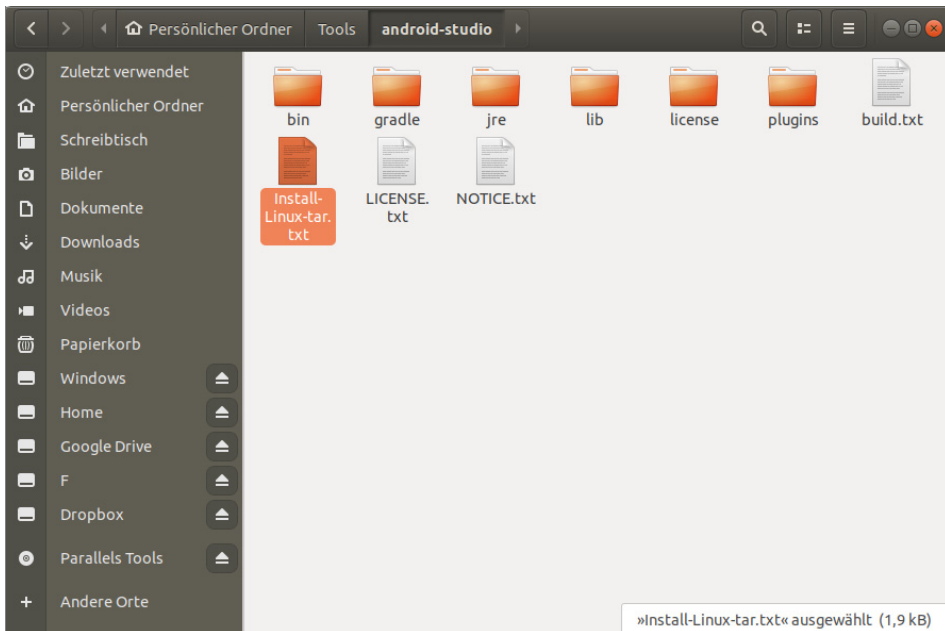 Persönlicher Ordner Tools android-studio
Zuletzt verwendet
Persönlicher Ordner
Schreibtisch
Bilder
Dokumente
Downloads
Musik
Videos
Papierkorb
Windows
Home
Google Drive
F
Dropbox
Parallels Tools
Andere Orte
bin
gradle
jre
lib
license
plugins
build.txt
Install-
Linux-tar.
txt
LICENSE.
txt
NOTICE.txt
»Install-Linux-tar.txt« ausgewählt (1,9 kB)